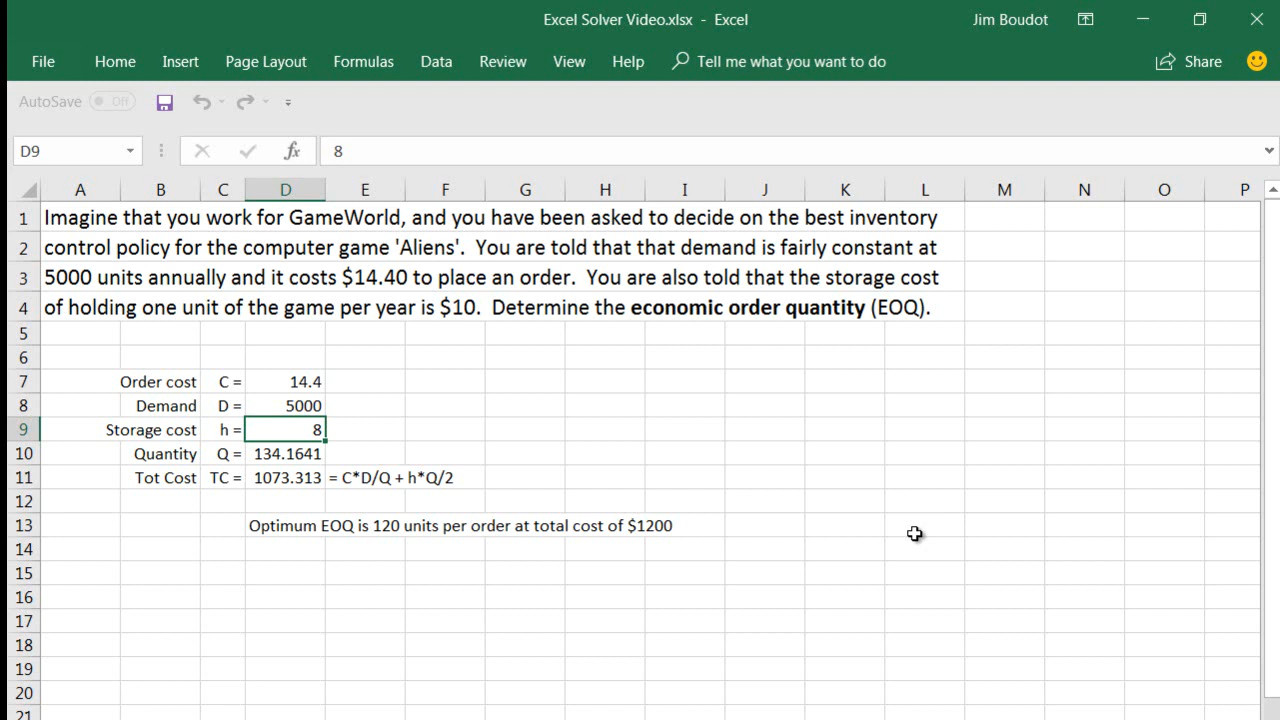 Excel Solver Video.xlsx - Excel
Jim Boudot
File Home Insert Page Layout Formulas Data Review View Help Tell me what you want to do Share
AutoSave Off
D9 fx 8
A B C D E F G H I J K L M N O P
1 Imagine that you work for GameWorld, and you have been asked to decide on the best inventory
2 control policy for the computer game 'Aliens'. You are told that that demand is fairly constant at
3 5000 units annually and it costs $14.40 to place an order. You are also told that the storage cost
4 of holding one unit of the game per year is $10. Determine the economic order quantity (EOQ).
5
6
7 Order cost C = 14.4
8 Demand D = 5000
9 Storage cost h = 8
10 Quantity Q = 134.1641
11 Tot Cost TC = 1073.313 = C*D/Q + h*Q/2
12
13 Optimum EOQ is 120 units per order at total cost of $1200
14
15
16
17
18
19
20
21